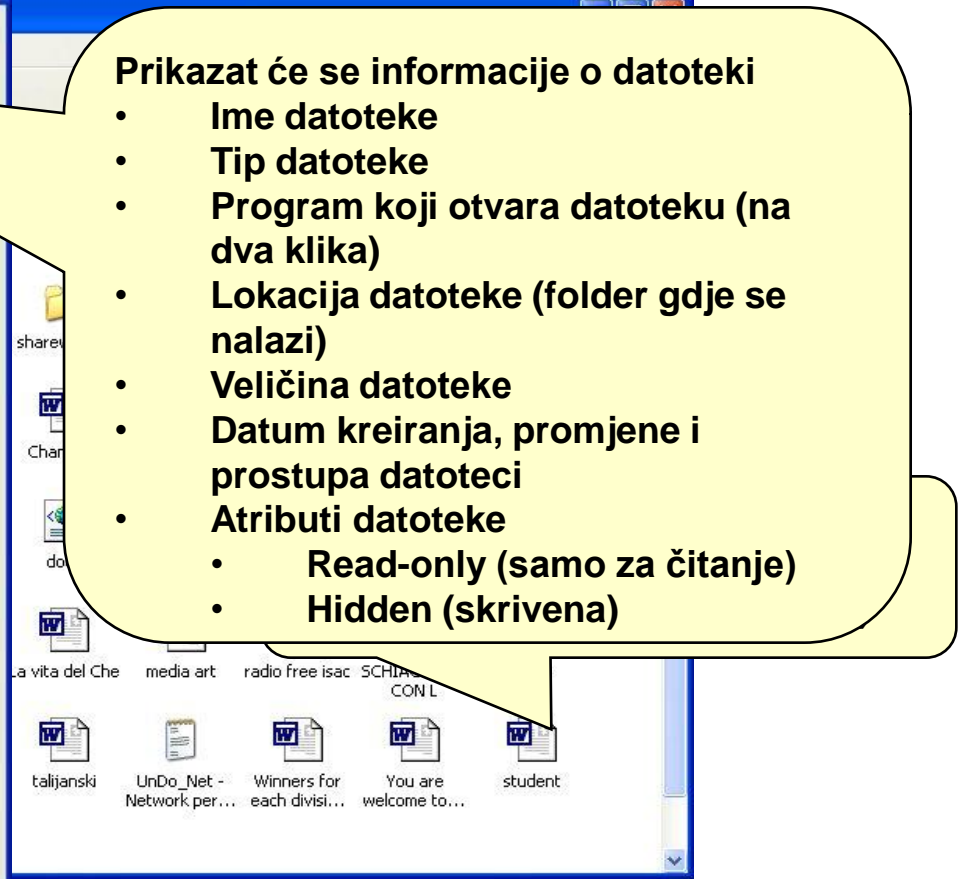 Prikazat će se informacije o datoteki
• Ime datoteke
• Tip datoteke
• Program koji otvara datoteku (na
dva klika)
• Lokacija datoteke (folder gdje se
nalazi)
• Veličina datoteke
• Datum kreiranja, promjene i
prostupa datoteci
• Atributi datoteke
• Read-only (samo za čitanje)
• Hidden (skrivena)
La vita del Che media art radio free isac
CON L
talijanski UnDo_Net - Winners for You are student
Network per... each divisi... welcome to...